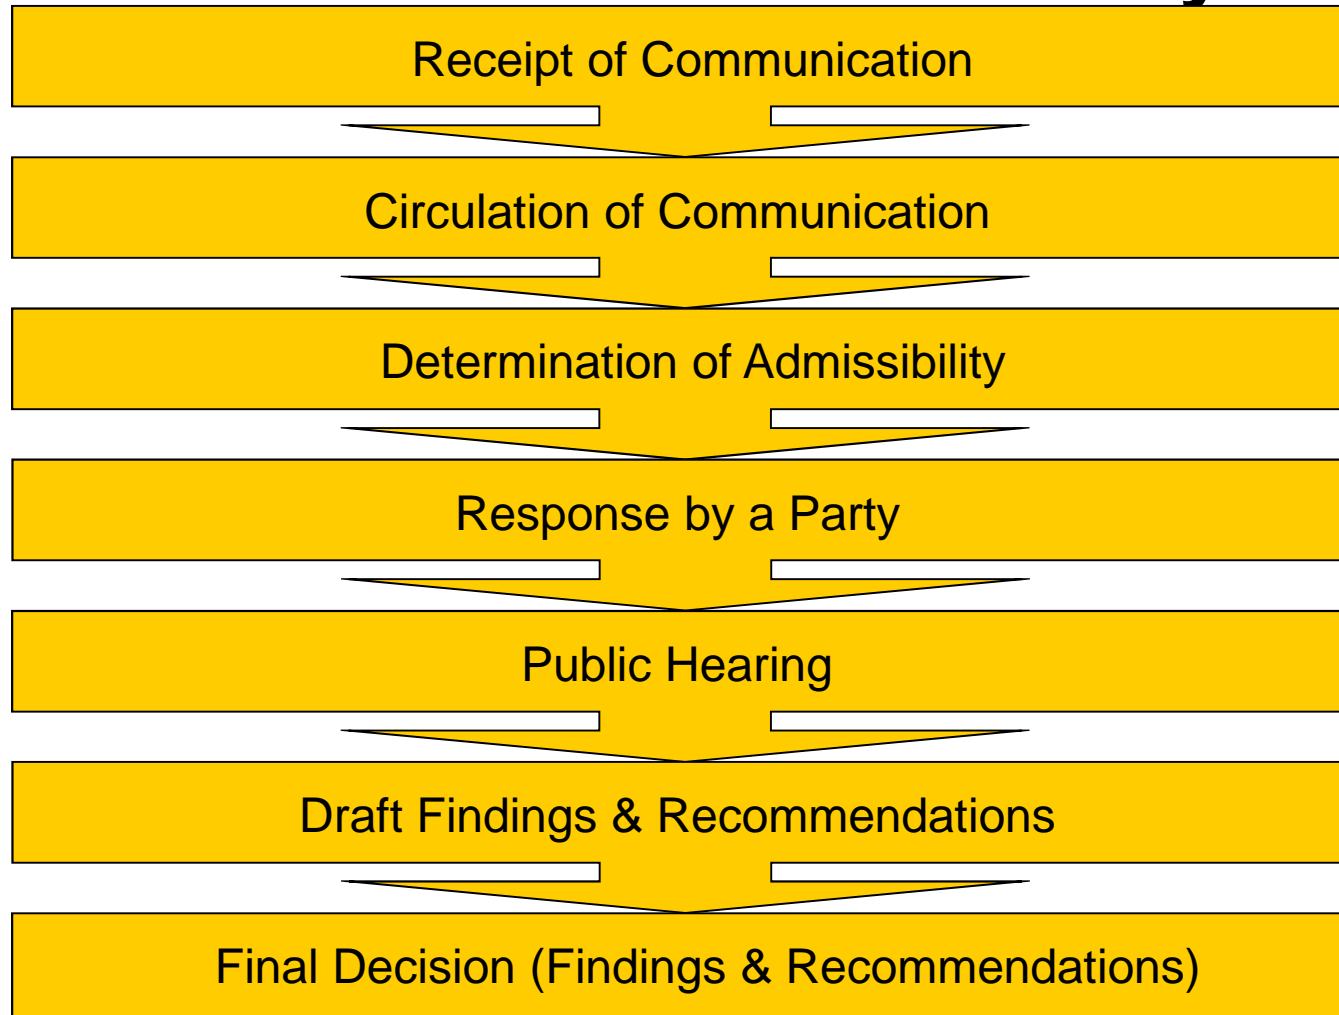 Receipt of Communication
Circulation of Communication
Determination of Admissibility
Response by a Party
Public Hearing
Draft Findings & Recommendations
Final Decision (Findings & Recommendations)